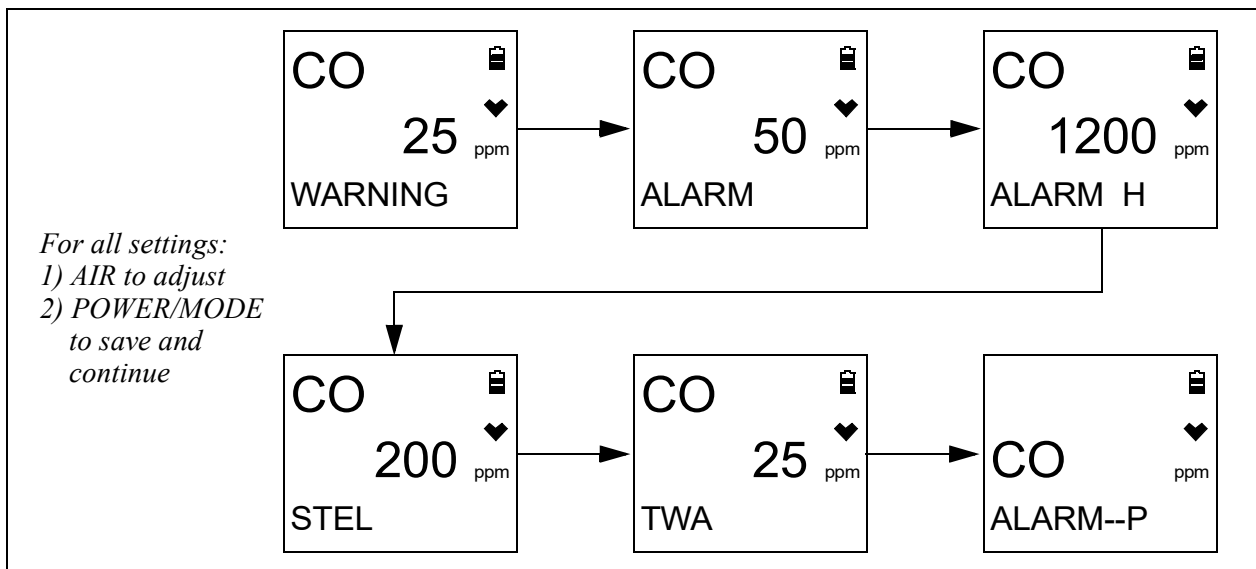 CO
25 ppm
WARNING
CO
50 ppm
ALARM
CO
1200 ppm
ALARM H
For all settings:
1) AIR to adjust
2) POWER/MODE
to save and
continue
CO
200 ppm
STEL
CO
25 ppm
TWA
CO ppm
ALARM--P